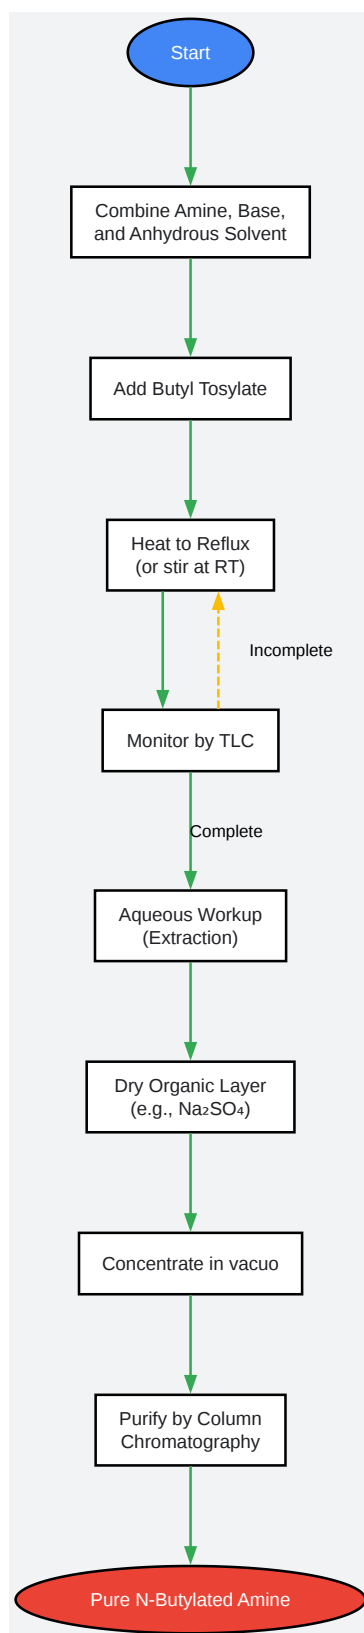 Start
Combine Amine, Base,
and Anhydrous Solvent
Add Butyl Tosylate
Heat to Reflux
(or stir at RT)
Incomplete
Monitor by TLC
Complete
Aqueous Workup
(Extraction)
Dry Organic Layer
(e.g., Na₂SO₄)
Concentrate in vacuo
Purify by Column
Chromatography
Pure N-Butylated Amine